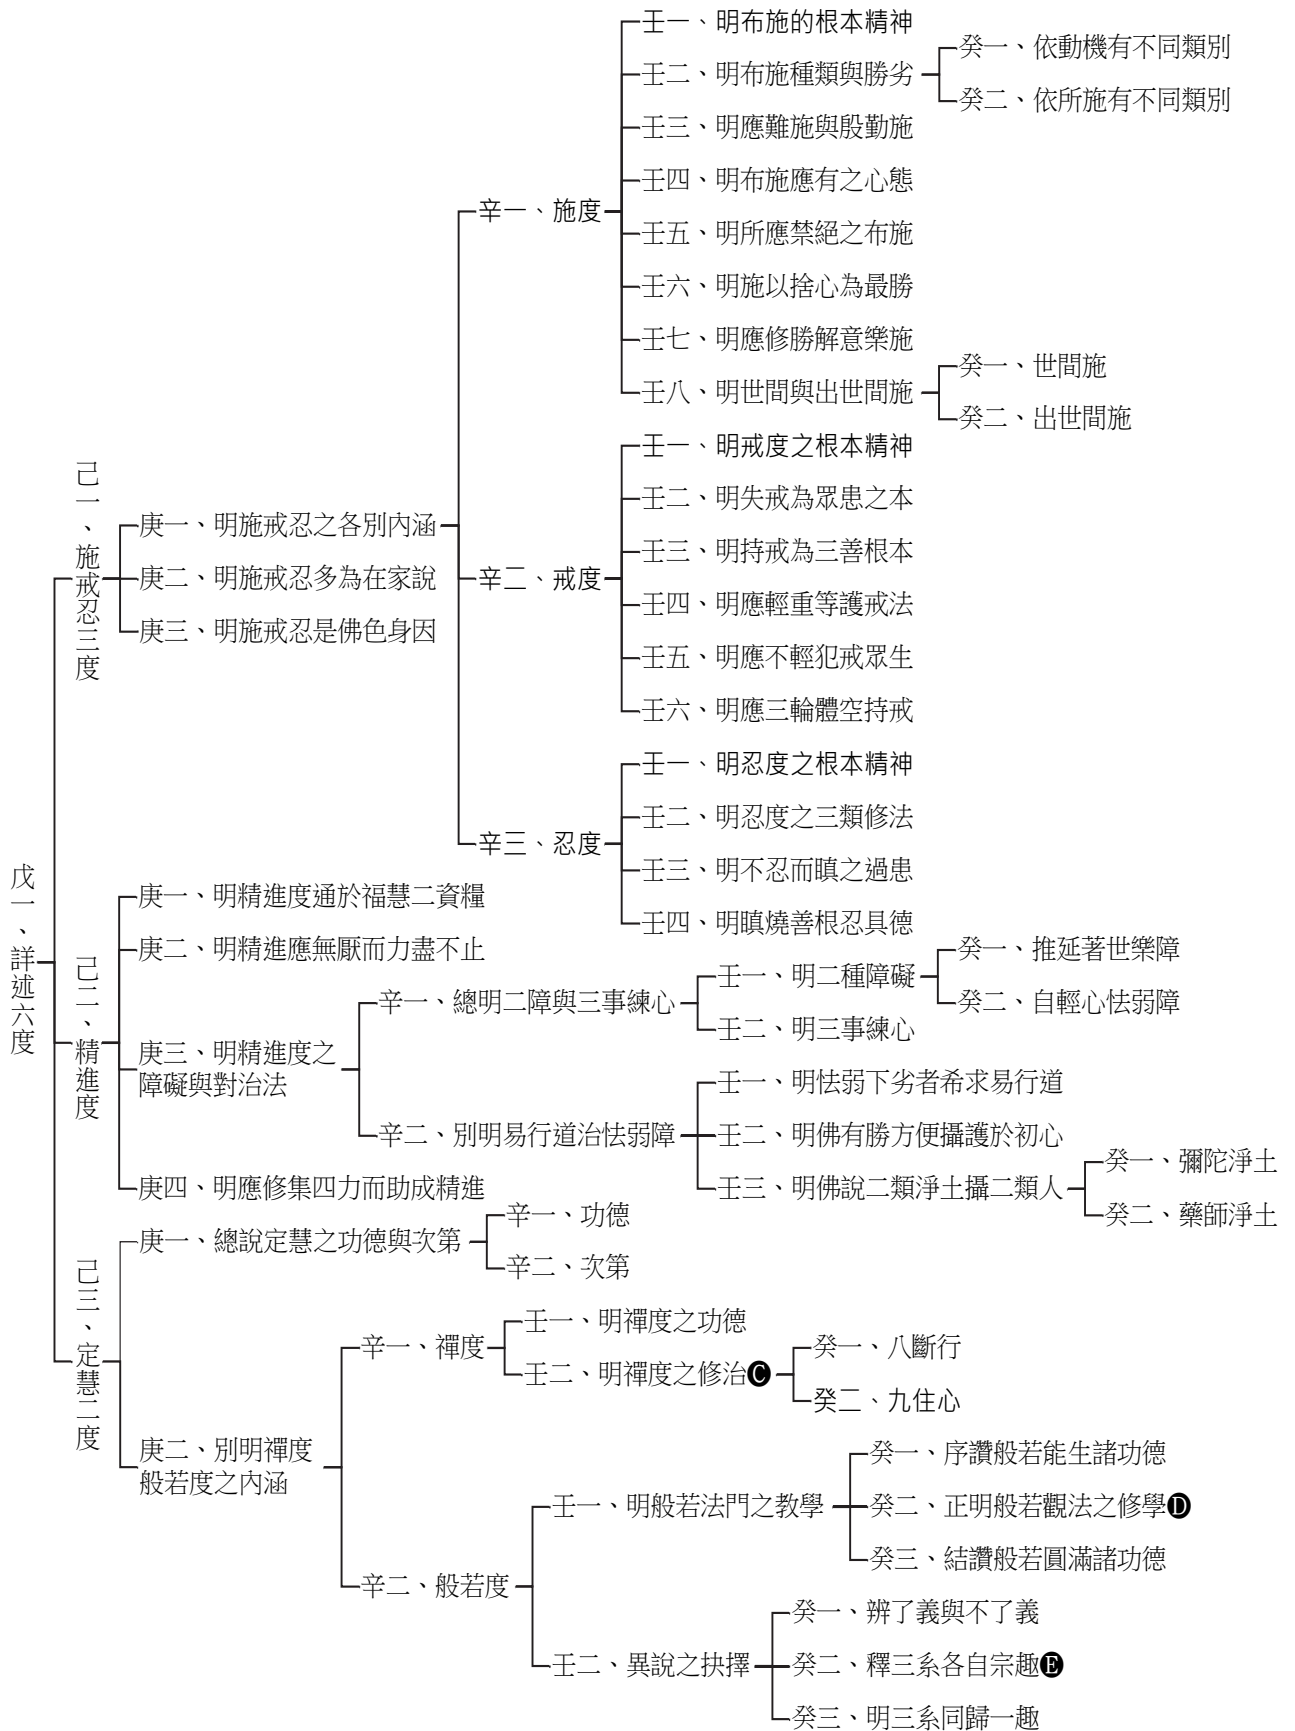 戊一、詳述六度
己一、施戒忍三度
庚一、明施戒忍之各別內涵
辛一、施度
壬一、明布施的根本精神
壬二、明布施種類與勝劣
癸一、依動機有不同類別
癸二、依所施有不同類別
壬三、明應難施與殷勤施
壬四、明布施應有之心態
壬五、明所應禁絕之布施
壬六、明施以捨心為最勝
壬七、明應修勝解意樂施
壬八、明世間與出世間施
癸一、世間施
癸二、出世間施
辛二、戒度
壬一、明戒度之根本精神
壬二、明失戒為眾患之本
壬三、明持戒為三善根本
壬四、明應輕重等護戒法
壬五、明應不輕犯戒眾生
壬六、明應三輪體空持戒
辛三、忍度
壬一、明忍度之根本精神
壬二、明忍度之三類修法
壬三、明不忍而瞋之過患
壬四、明瞋燒善根忍具德
庚二、明施戒忍多為在家說
庚三、明施戒忍是佛色身因
己二、精進度
庚一、明精進度通於福慧二資糧
庚二、明精進應無厭而力盡不止
庚三、明精進度之
障礙與對治法
辛一、總明二障與三事練心
壬一、明二種障礙
癸一、推延著世樂障
癸二、自輕心怯弱障
壬二、明三事練心
辛二、別明易行道治怯弱障
壬一、明怯弱下劣者希求易行道
壬二、明佛有勝方便攝護於初心
壬三、明佛說二類淨土攝二類人
癸一、彌陀淨土
癸二、藥師淨土
庚四、明應修集四力而助成精進
己三、定慧二度
庚一、總說定慧之功德與次第
辛一、功德
辛二、次第
庚二、別明禪度
般若度之內涵
辛一、禪度
壬一、明禪度之功德
壬二、明禪度之修治C
癸一、八斷行
癸二、九住心
辛二、般若度
壬一、明般若法門之教學
癸一、序讚般若能生諸功德
癸二、正明般若觀法之修學D
癸三、結讚般若圓滿諸功德
壬二、異說之抉擇
癸一、辨了義與不了義
癸二、釋三系各自宗趣E
癸三、明三系同歸一趣